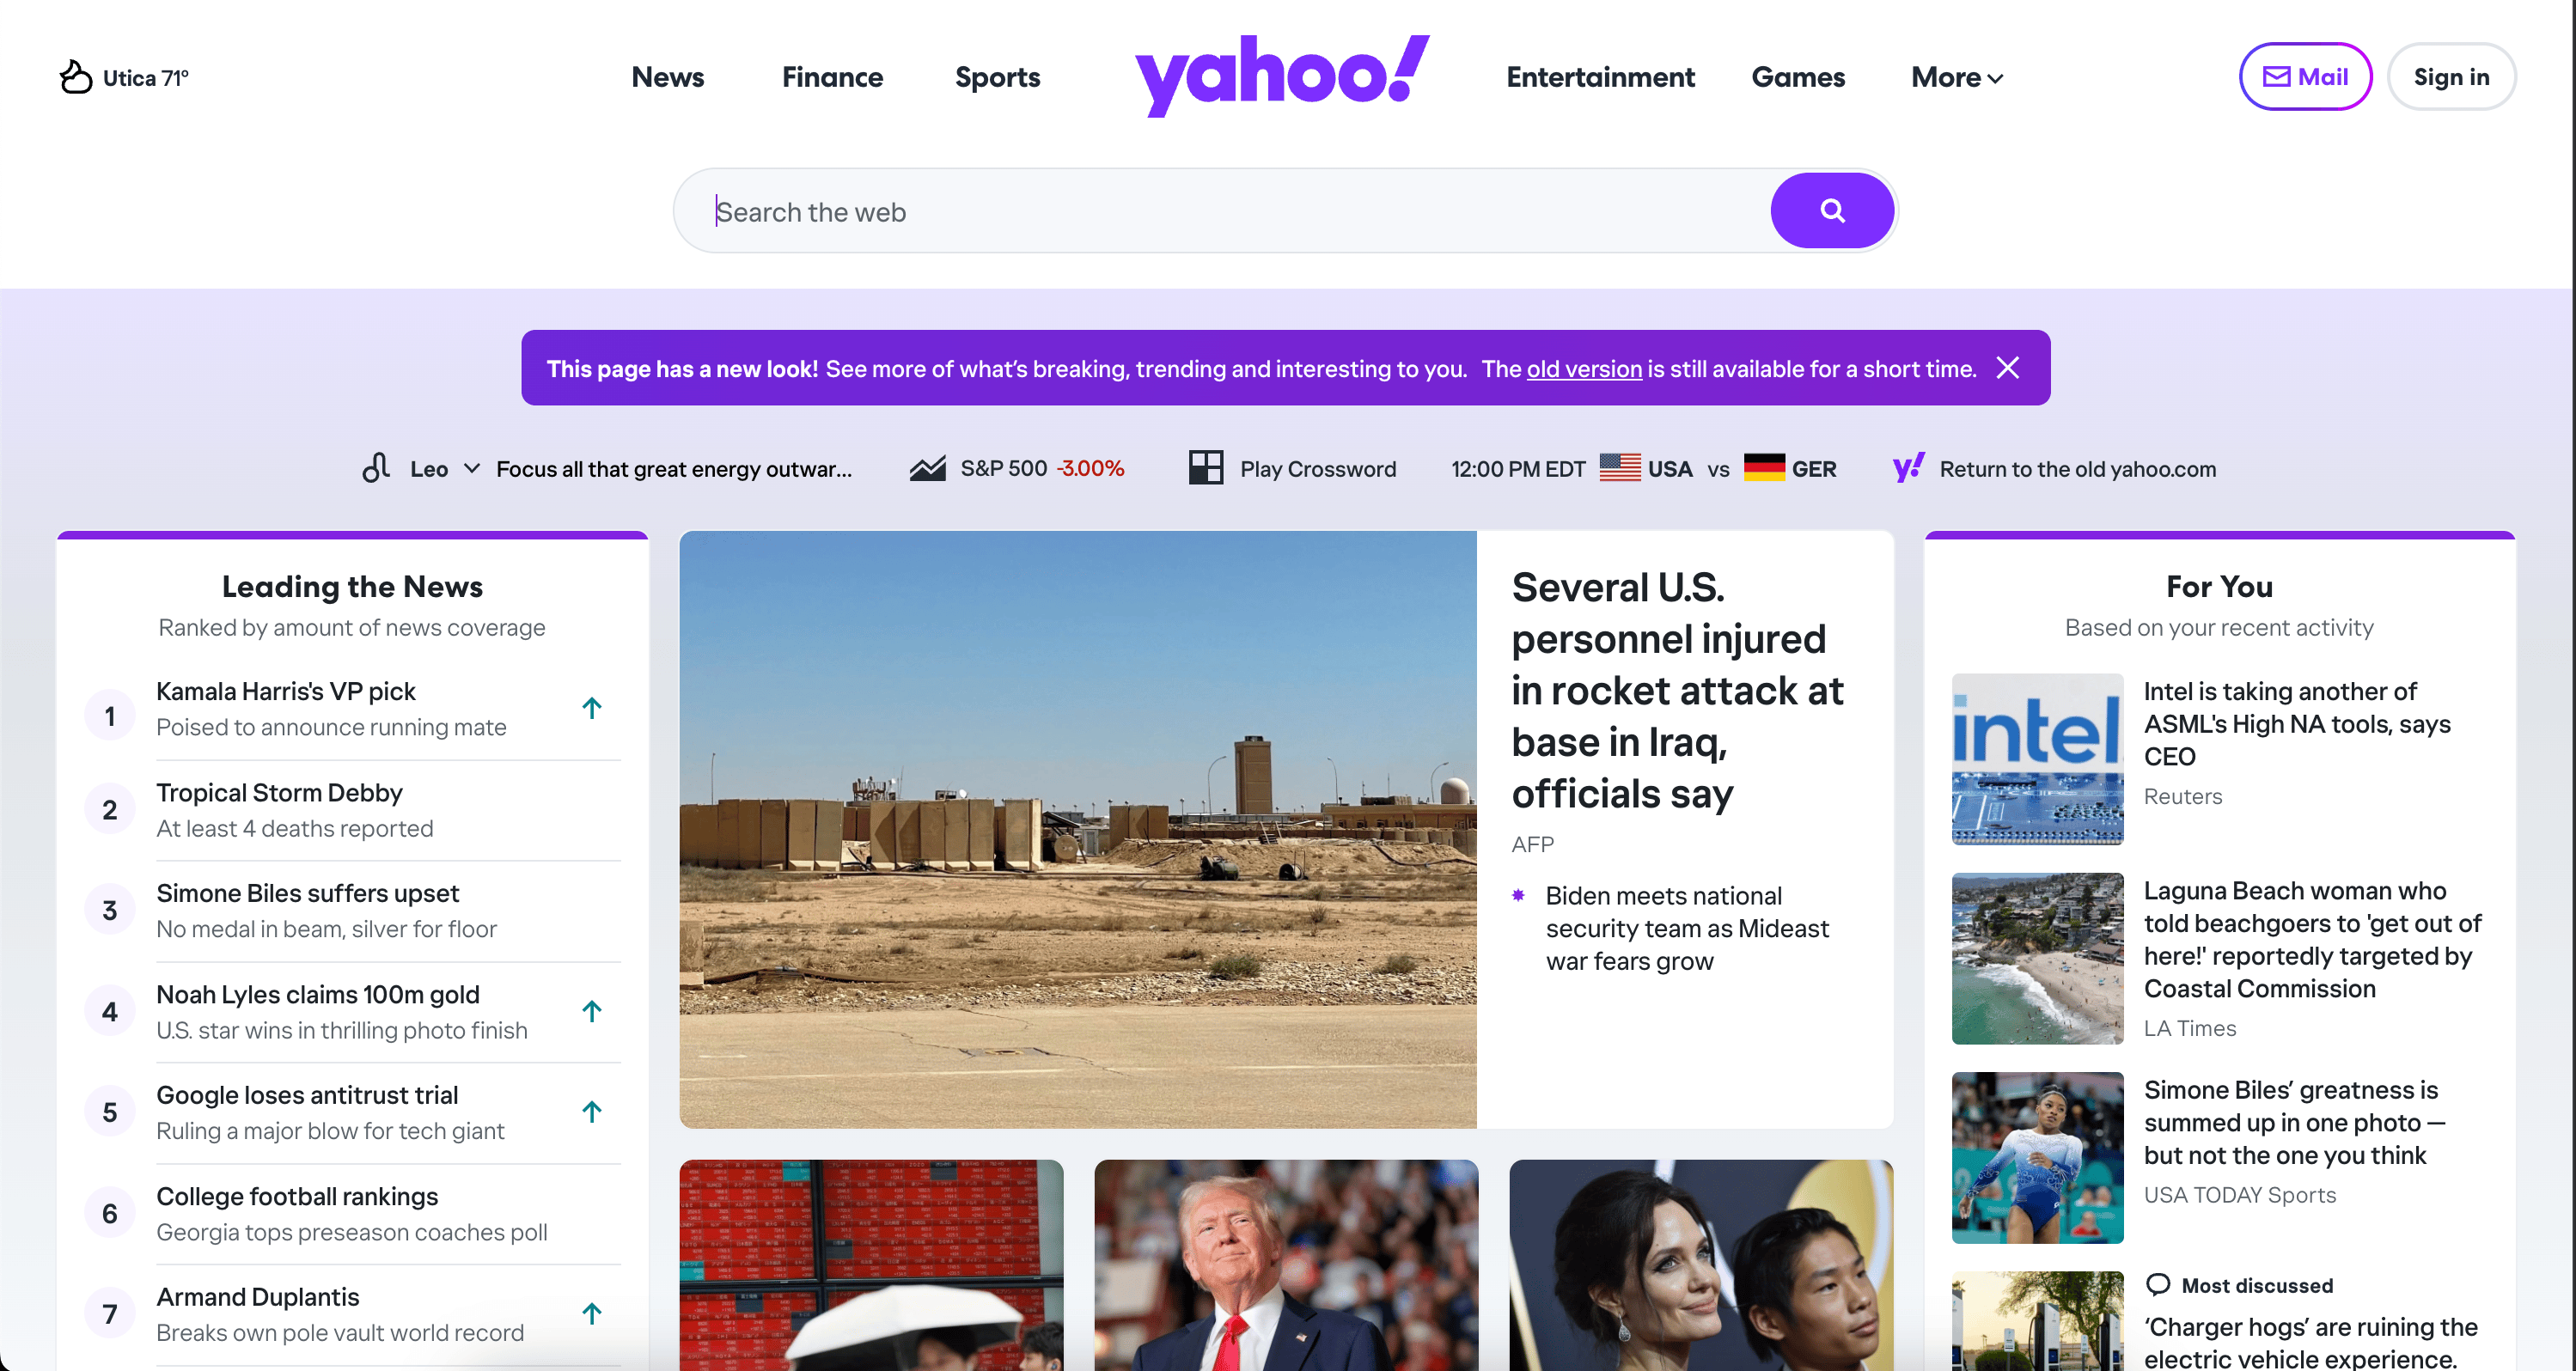 Utica 71°
News
Finance
Sports
yahoo!
Entertainment
Games
More
Mail
Sign in
Search the web
This page has a new look! See more of what’s breaking, trending and interesting to you. The old version is still available for a short time.
Leo
Focus all that great energy outwar...
S&P 500 -3.00%
Play Crossword
12:00 PM EDT USA vs GER
y!
Return to the old yahoo.com
Leading the News
Ranked by amount of news coverage
1
Kamala Harris's VP pick
Poised to announce running mate
2
Tropical Storm Debby
At least 4 deaths reported
3
Simone Biles suffers upset
No medal in beam, silver for floor
4
Noah Lyles claims 100m gold
U.S. star wins in thrilling photo finish
5
Google loses antitrust trial
Ruling a major blow for tech giant
6
College football rankings
Georgia tops preseason coaches poll
7
Armand Duplantis
Breaks own pole vault world record
Several U.S.
personnel injured
in rocket attack at
base in Iraq,
officials say
AFP
Biden meets national
security team as Mideast
war fears grow
For You
Based on your recent activity
intel
Intel is taking another of
ASML's High NA tools, says
CEO
Reuters
Laguna Beach woman who
told beachgoers to 'get out of
here!' reportedly targeted by
Coastal Commission
LA Times
Simone Biles’ greatness is
summed up in one photo —
but not the one you think
USA TODAY Sports
Most discussed
‘Charger hogs’ are ruining the
electric vehicle experience.